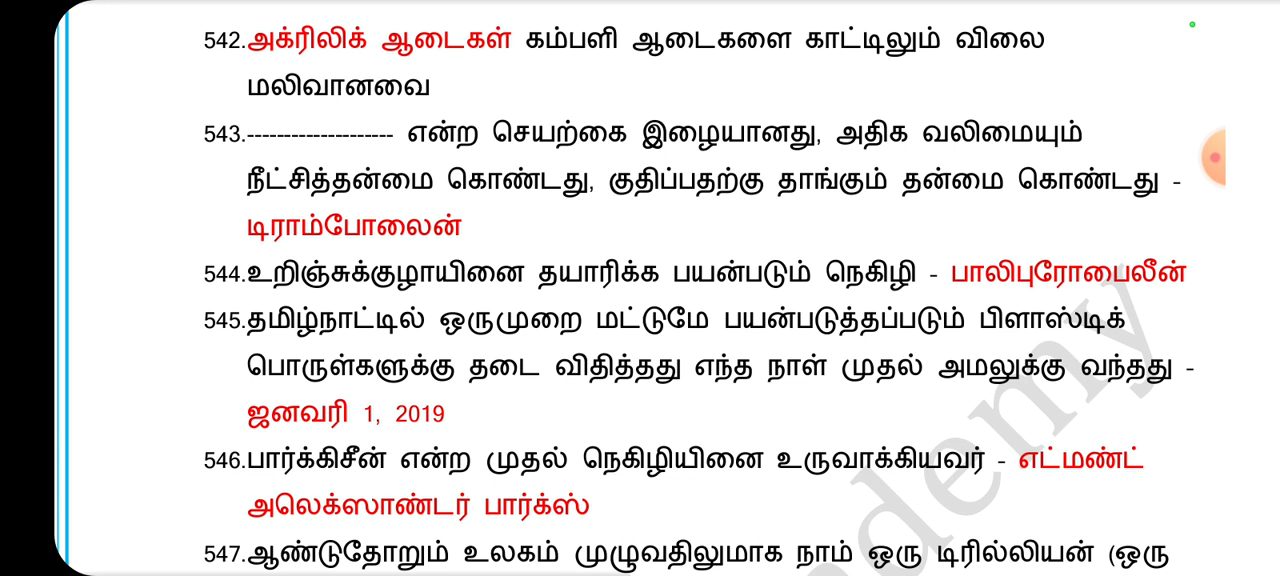 542.அக்ரிலிக் ஆடைகள் கம்பளி ஆடைகளை காட்டிலும் விலை
மலிவானவை
543.-------------------- என்ற செயற்கை இழையானது, அதிக வலிமையும்
நீட்சித்தன்மை கொண்டது, குதிப்பதற்கு தாங்கும் தன்மை கொண்டது -
டிராம்போலைன்
544.உறிஞ்சுக்குழாயினை தயாரிக்க பயன்படும் நெகிழி - பாலிபுரோபைலீன்
545.தமிழ்நாட்டில் ஒருமுறை மட்டுமே பயன்படுத்தப்படும் பிளாஸ்டிக்
பொருள்களுக்கு தடை விதித்தது எந்த நாள் முதல் அமலுக்கு வந்தது -
ஜனவரி 1, 2019
546.பார்க்கிசீன் என்ற முதல் நெகிழியினை உருவாக்கியவர் - எட்மண்ட்
அலெக்ஸாண்டர் பார்க்ஸ்
547.ஆண்டுதோறும் உலகம் முழுவதிலுமாக நாம் ஒரு டிரில்லியன் (ஒரு